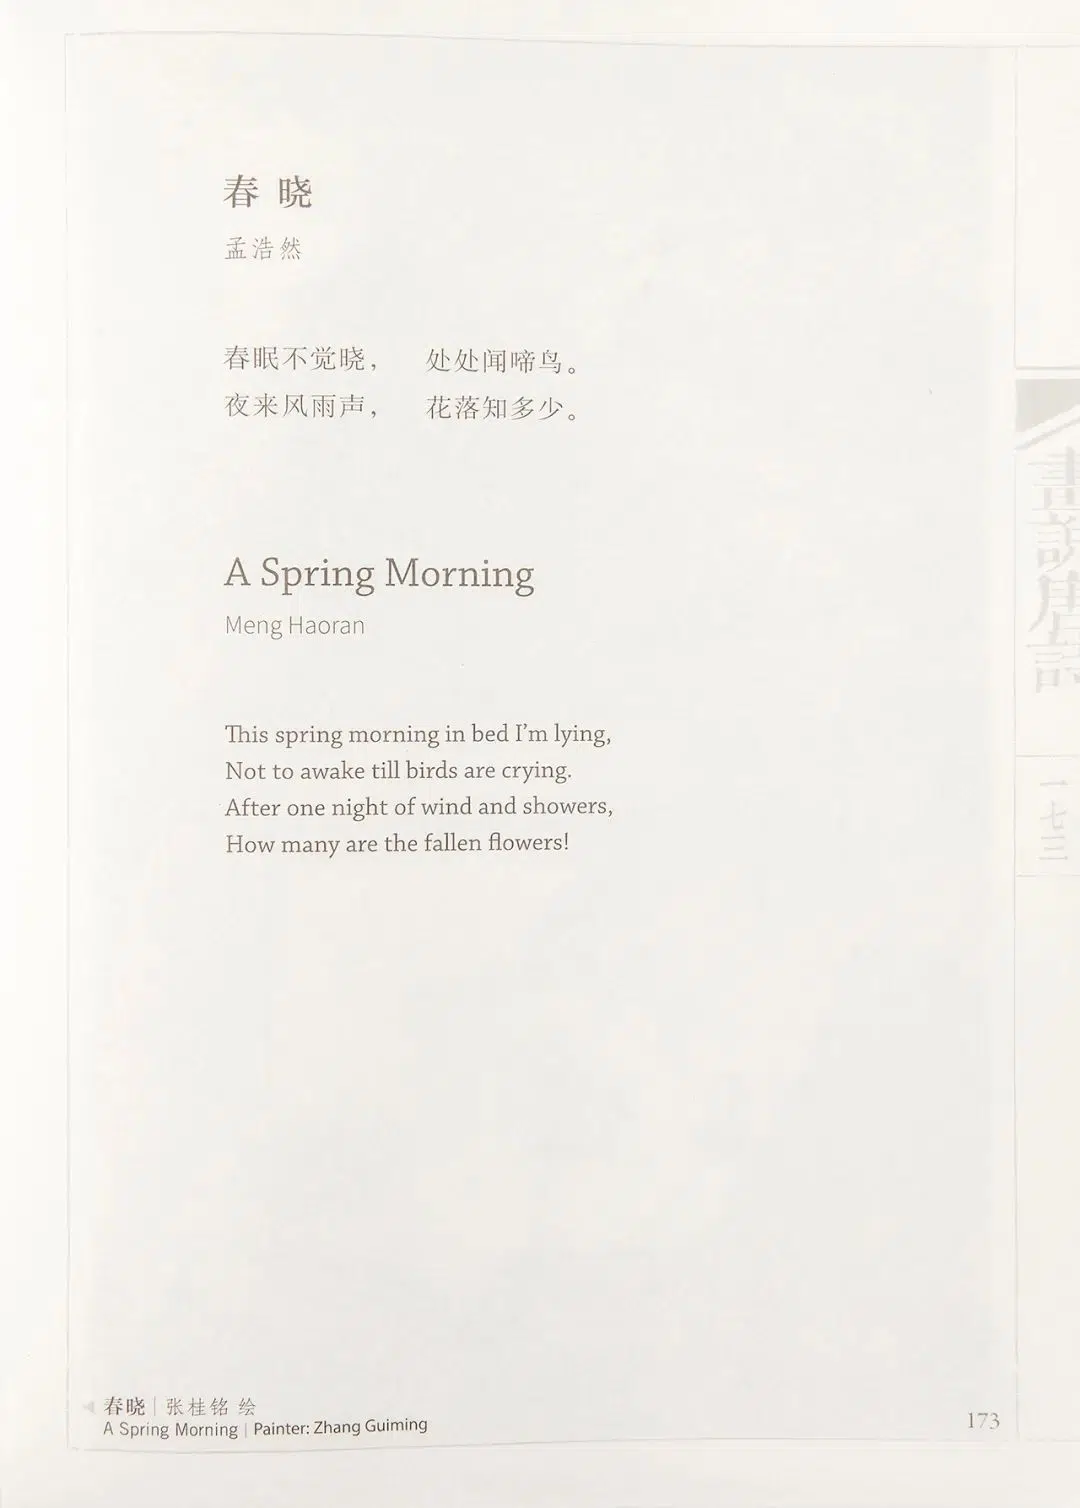 春晓
孟浩然
春眠不觉晓， 处处闻啼鸟。
夜来风雨声， 花落知多少。
A Spring Morning
Meng Haoran
This spring morning in bed I'm lying,
Not to awake till birds are crying.
After one night of wind and showers,
How many are the fallen flowers!
畫說唐詩
一七三
春晓 | 张桂铭 绘
A Spring Morning | Painter: Zhang Guiming
173